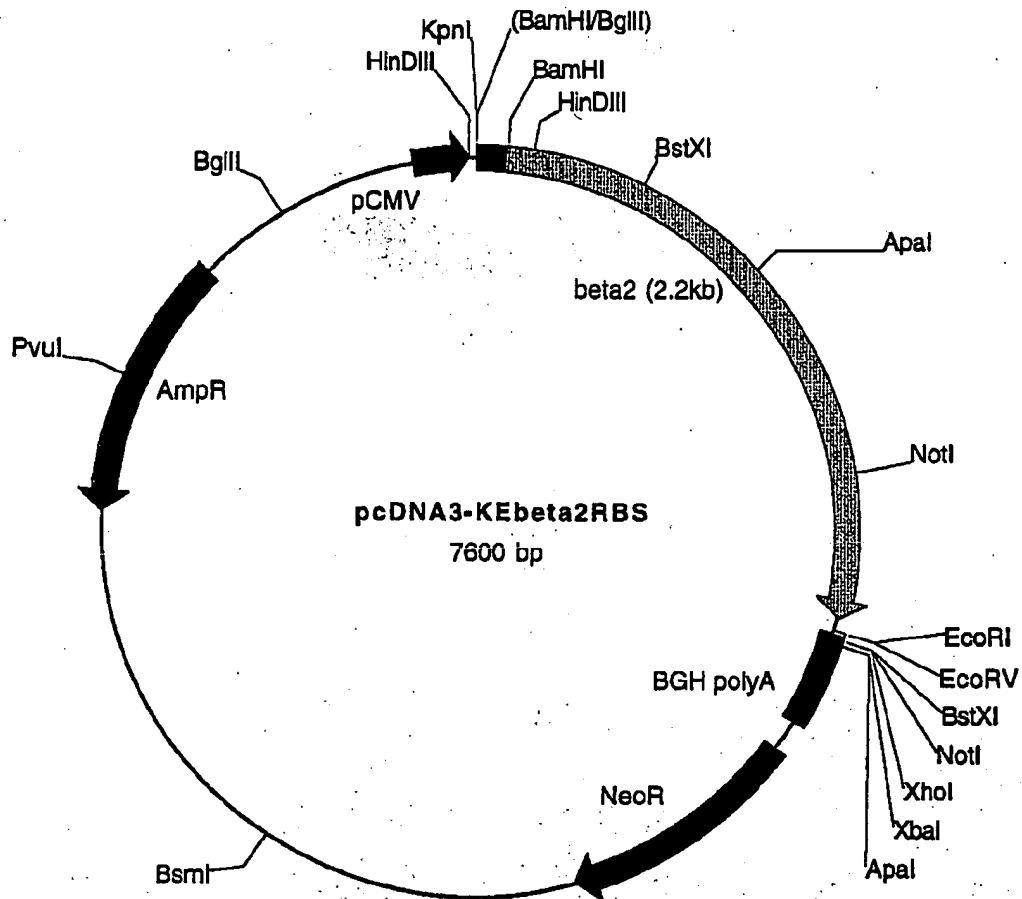 KpnI
(BamHI/BglII)
HinDIII
BamHI
HinDIII
BglII
BstXI
pCMV
ApaI
beta2 (2.2kb)
PvuI
AmpR
NotI
pcDNA3-KEbeta2RBS
7600 bp
EcoRI
BGH polyA
EcoRV
BstXI
NotI
NeoR
XhoI
XbaI
BsmI
ApaI